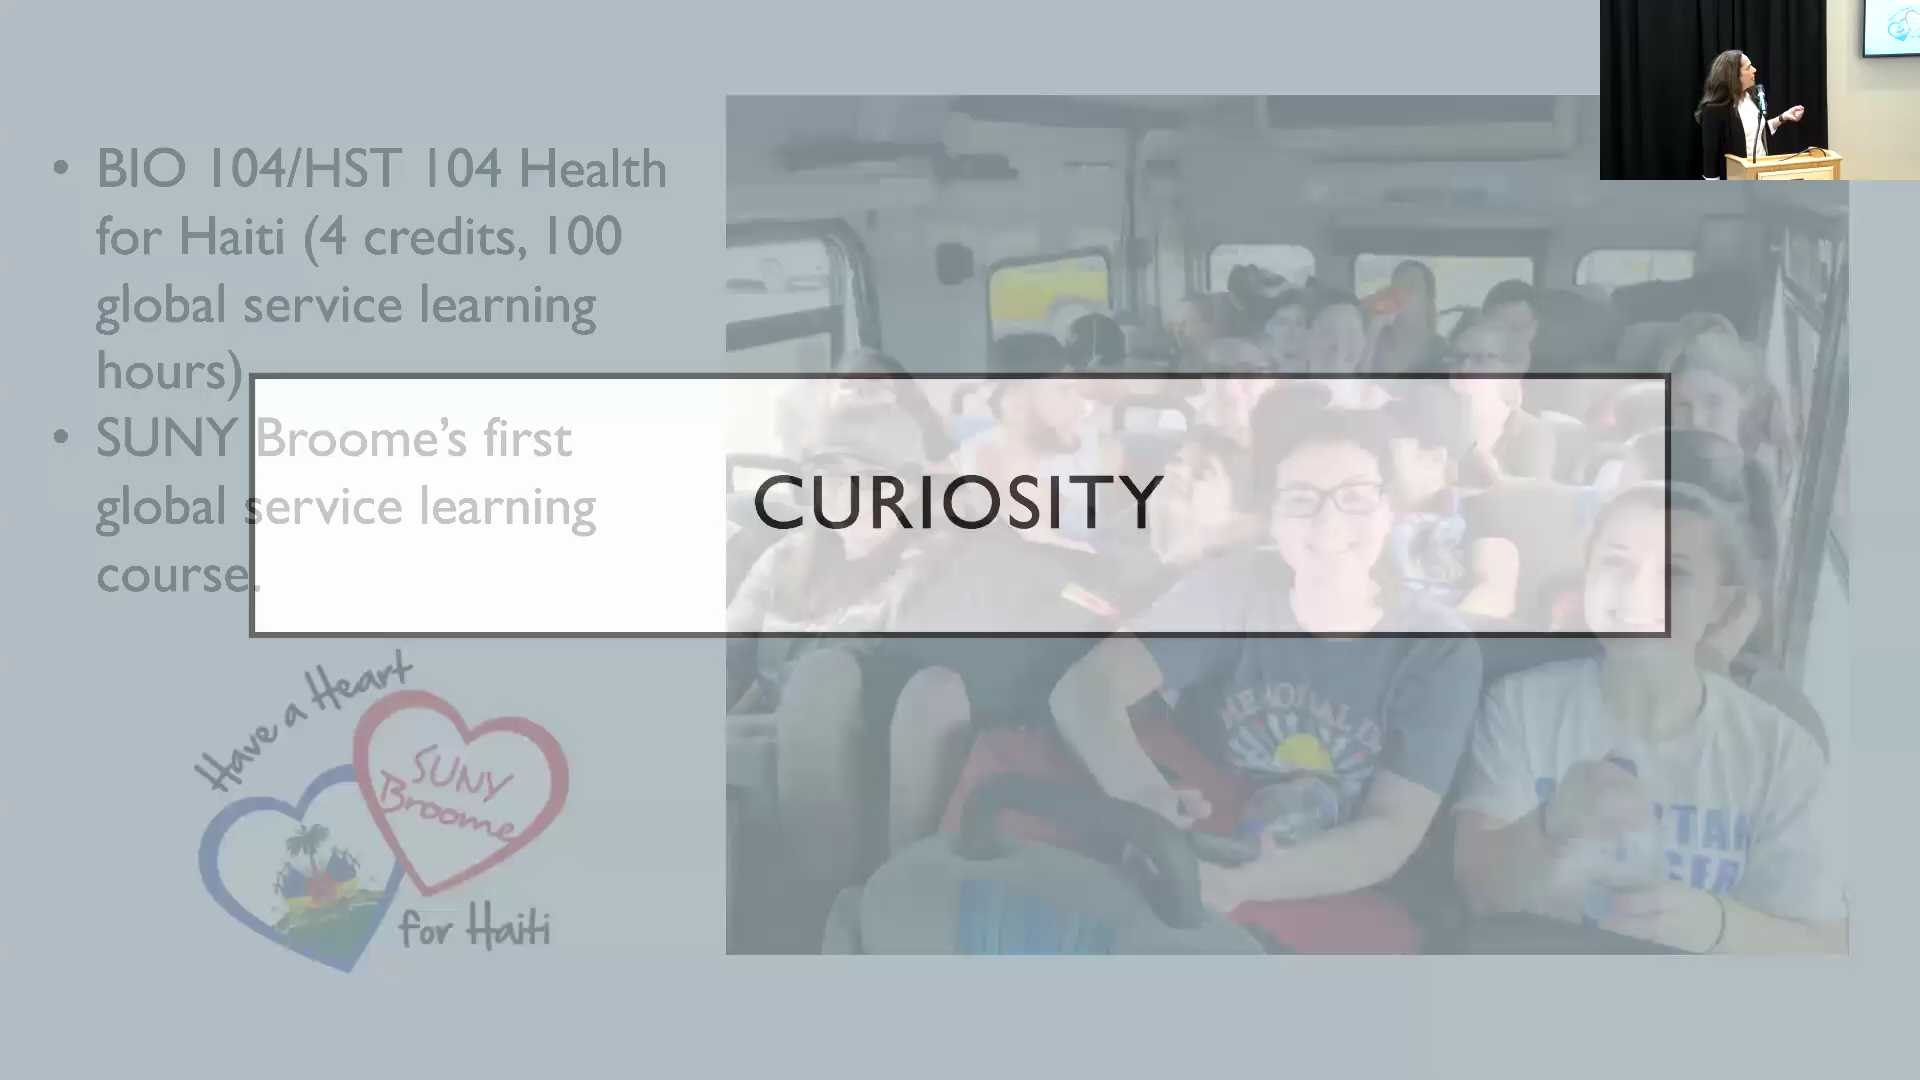 • BIO 104/HST 104 Health
for Haiti (4 credits, 100
global service learning
hours)
• SUNY Broome’s first
global service learning
course.
CURIOSITY
Have a Heart
SUNY
Broome
for Haiti